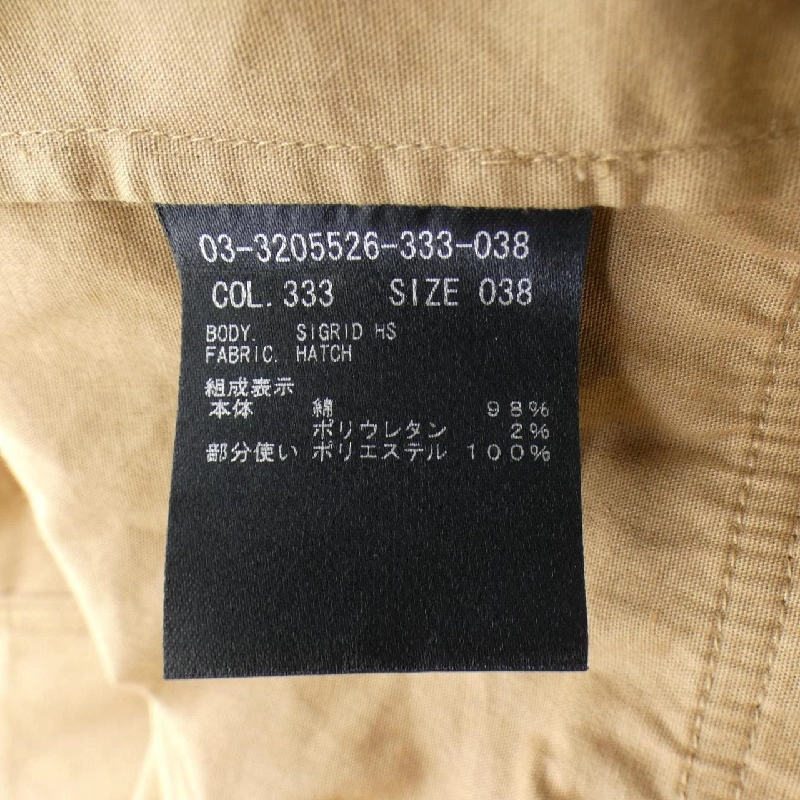 03-3205526-333-038
COL. 333 SIZE 038
BODY. SIGRID HS
FABRIC. HATCH
組成表示
本体 綿 98%
ポリウレタン 2%
部分使い ポリエステル 100%